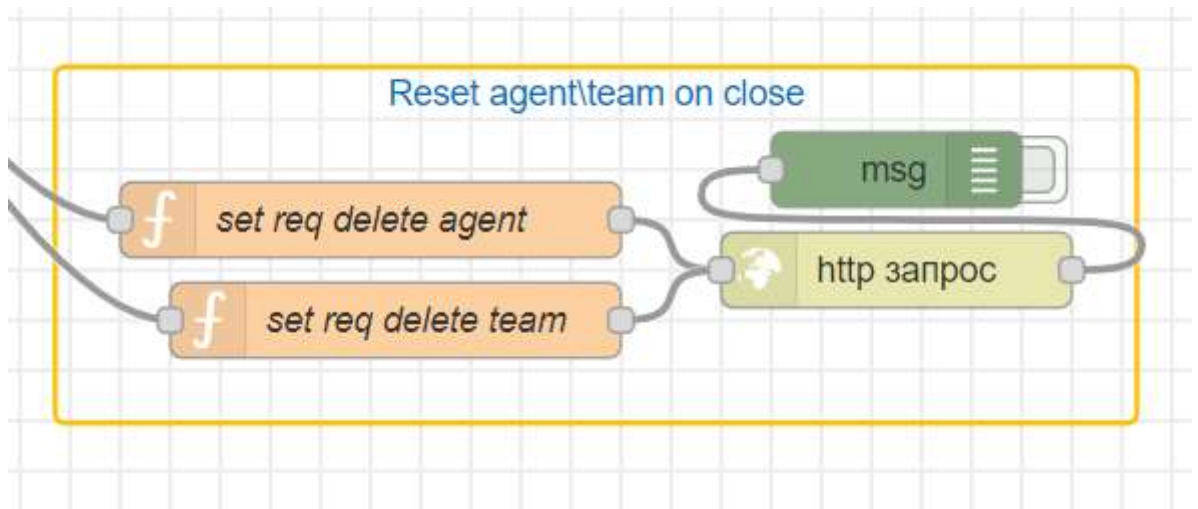 Reset agent\team on close
msg
set req delete agent
http запрос
set req delete team